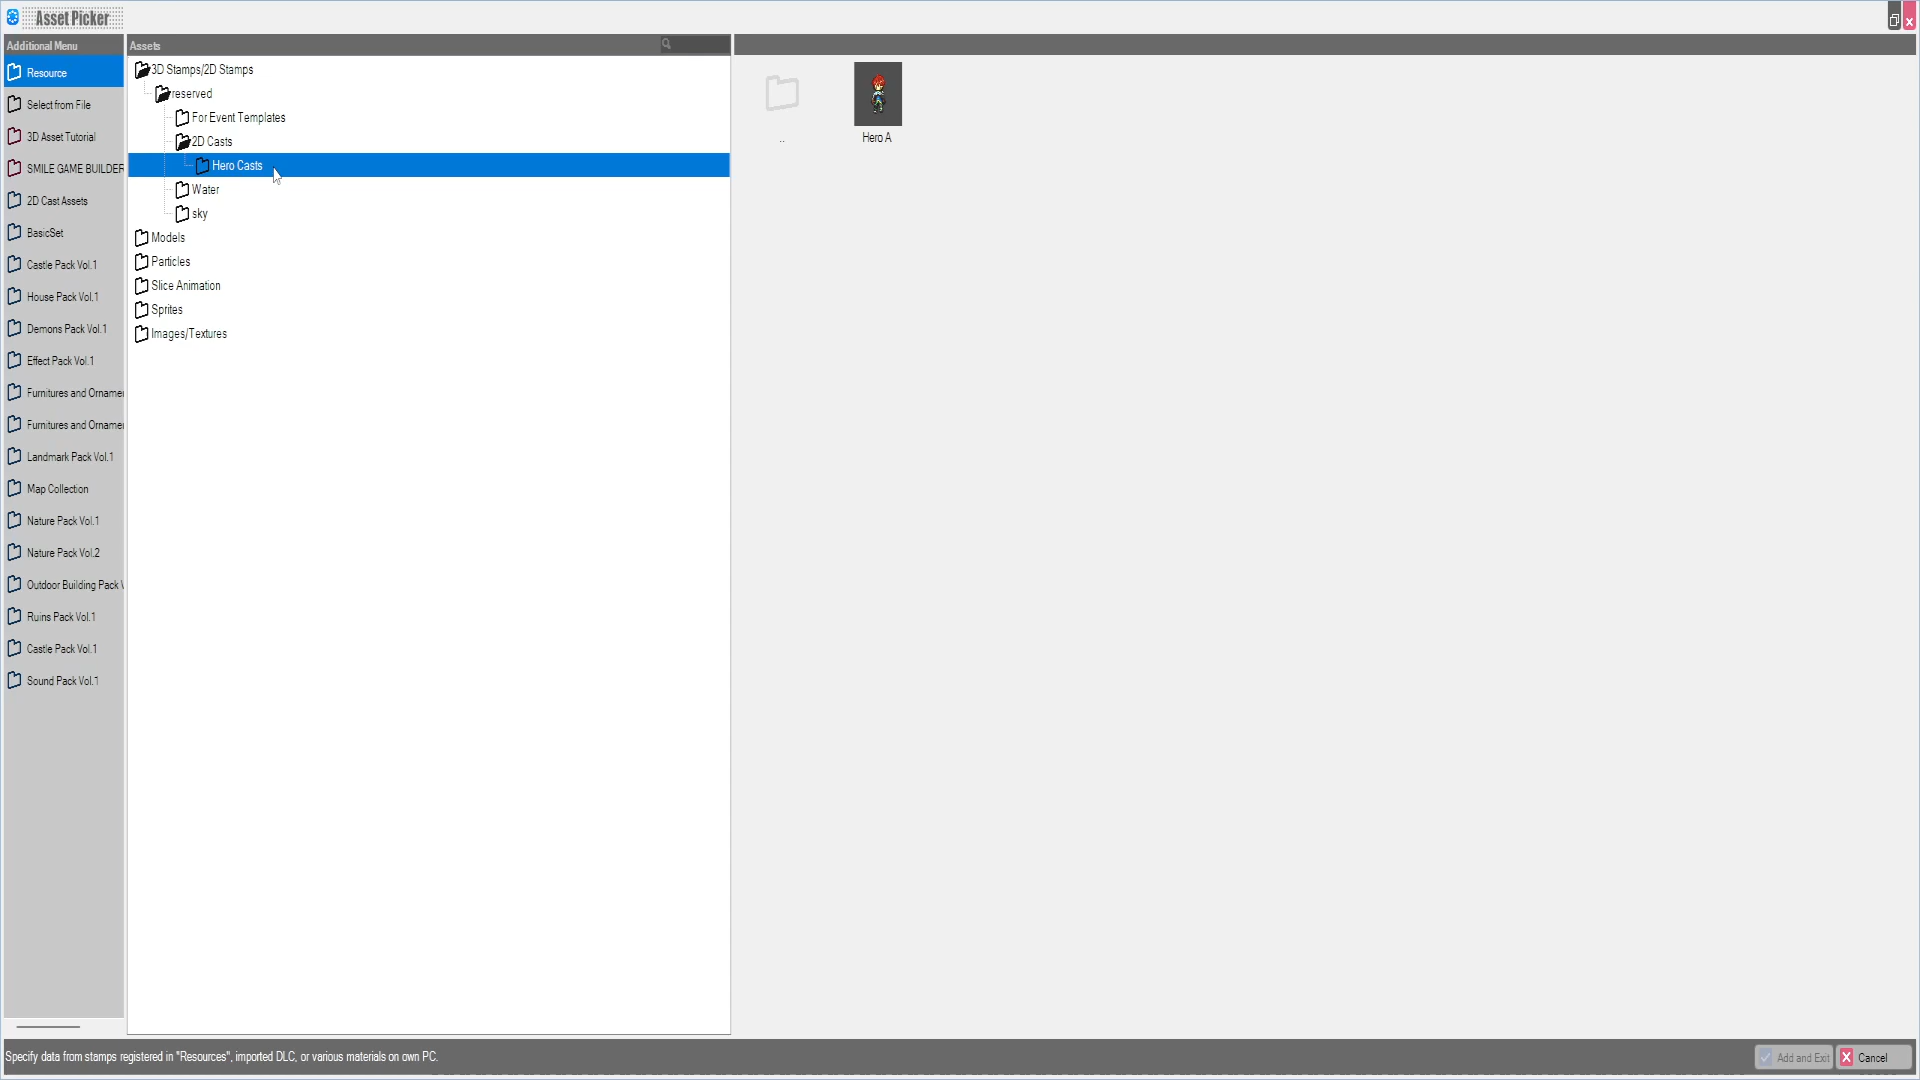 Asset Picker
Additional Menu
Resource
Select from File
3D Asset Tutorial
SMILE GAME BUILDER
2D Cast Assets
BasicSet
Castle Pack Vol.1
House Pack Vol.1
Demons Pack Vol.1
Effect Pack Vol.1
Furnitures and Orname
Furnitures and Orname
Landmark Pack Vol.1
Map Collection
Nature Pack Vol.1
Nature Pack Vol.2
Outdoor Building Pack V
Ruins Pack Vol.1
Castle Pack Vol.1
Sound Pack Vol.1
Assets
3D Stamps/2D Stamps
reserved
For Event Templates
2D Casts
Hero Casts
Water
sky
Models
Particles
Slice Animation
Sprites
Images/Textures
..
Hero A
Specify data from stamps registered in "Resources", imported DLC, or various materials on own PC.
Add and Exit
Cancel